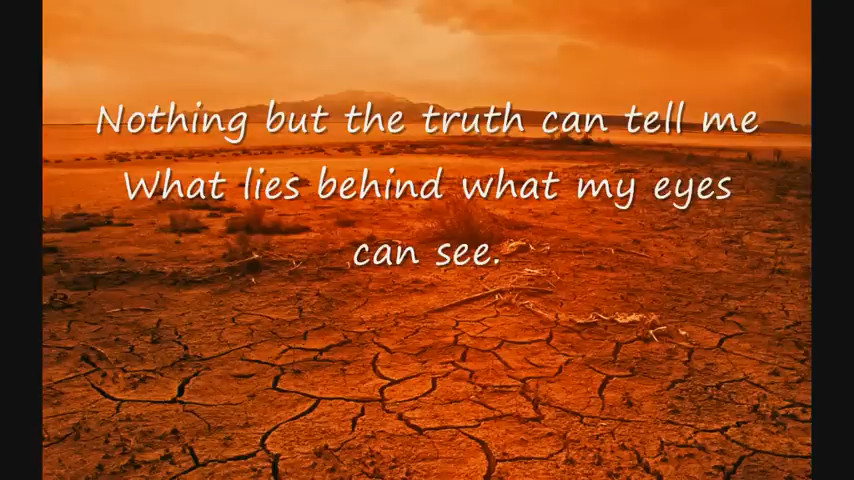 Nothing but the truth can tell me
What lies behind what my eyes
can see.